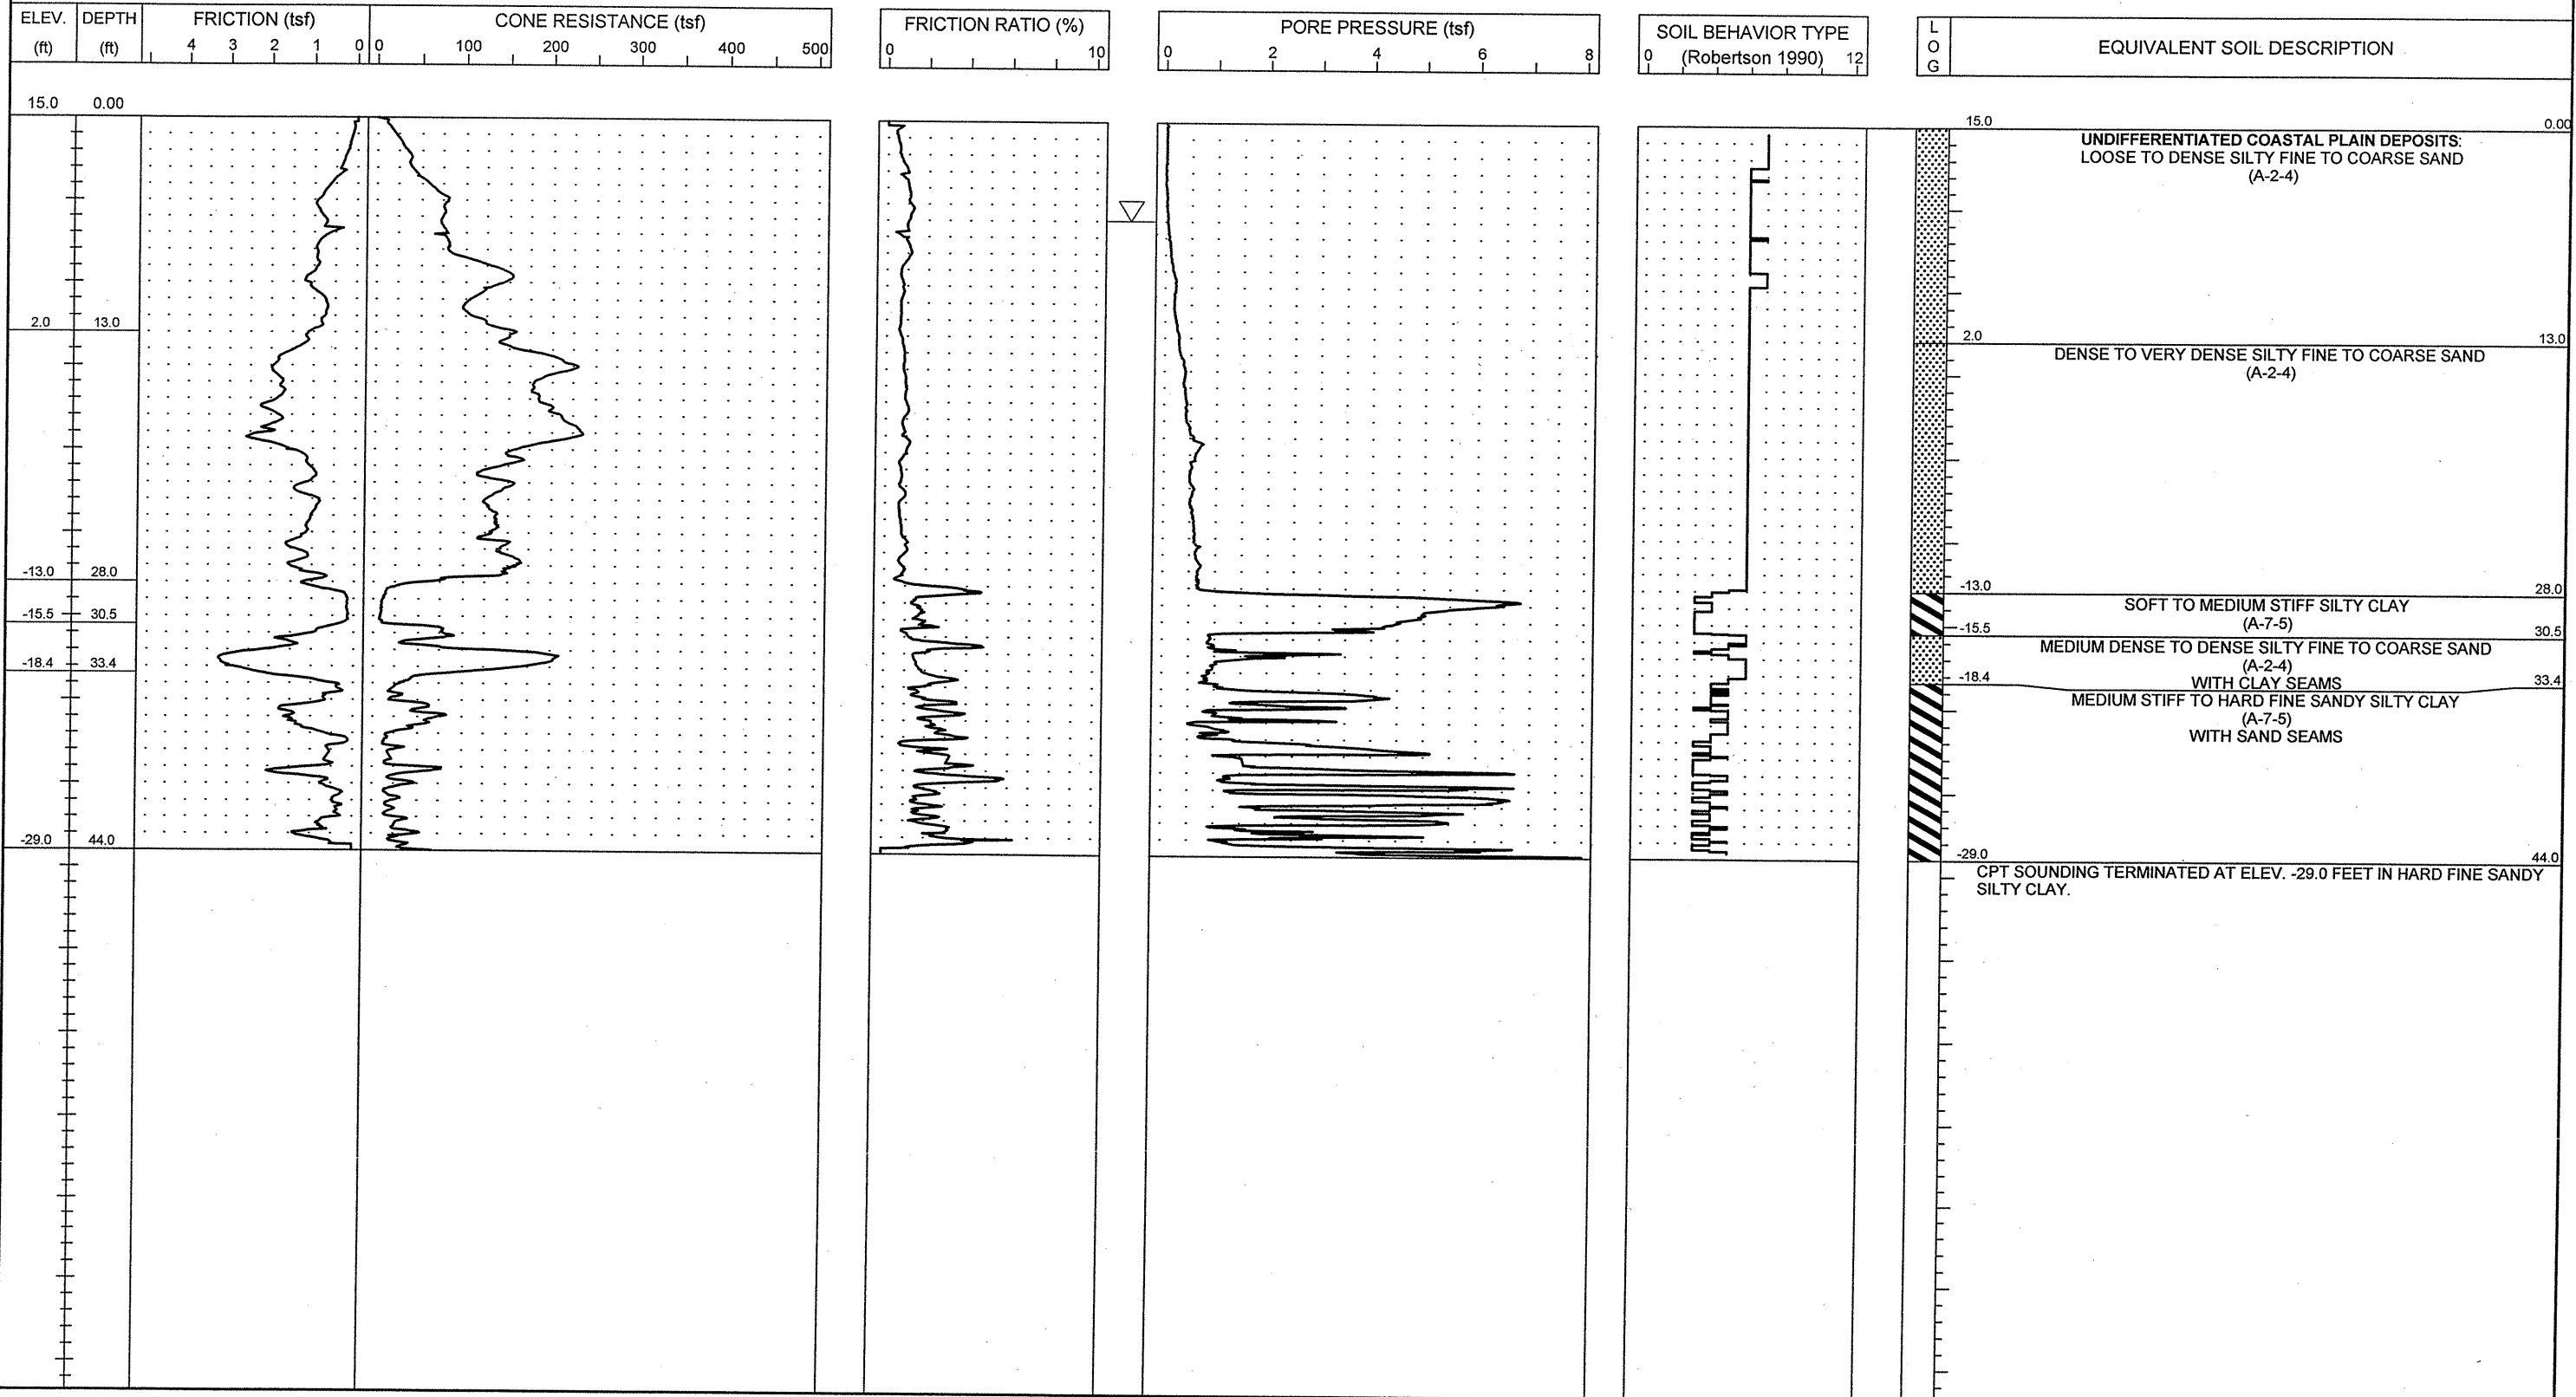 ELEV. DEPTH FRICTION (tsf) CONE RESISTANCE (tsf) FRICTION RATIO (%) PORE PRESSURE (tsf) SOIL BEHAVIOR TYPE LOG EQUIVALENT SOIL DESCRIPTION
(ft) (ft) 4 3 2 1 0 0 100 200 300 400 500 0 10 0 2 4 6 8 0 (Robertson 1990) 12
15.0 0.00
2.0 13.0
-13.0 28.0
-15.5 30.5
-18.4 33.4
-29.0 44.0
15.0 0.00
UNDIFFERENTIATED COASTAL PLAIN DEPOSITS:
LOOSE TO DENSE SILTY FINE TO COARSE SAND
(A-2-4)
2.0 13.0
DENSE TO VERY DENSE SILTY FINE TO COARSE SAND
(A-2-4)
-13.0 28.0
SOFT TO MEDIUM STIFF SILTY CLAY
(A-7-5)
-15.5 30.5
MEDIUM DENSE TO DENSE SILTY FINE TO COARSE SAND
(A-2-4)
WITH CLAY SEAMS
-18.4 33.4
MEDIUM STIFF TO HARD FINE SANDY SILTY CLAY
(A-7-5)
WITH SAND SEAMS
-29.0 44.0
CPT SOUNDING TERMINATED AT ELEV. -29.0 FEET IN HARD FINE SANDY
SILTY CLAY.